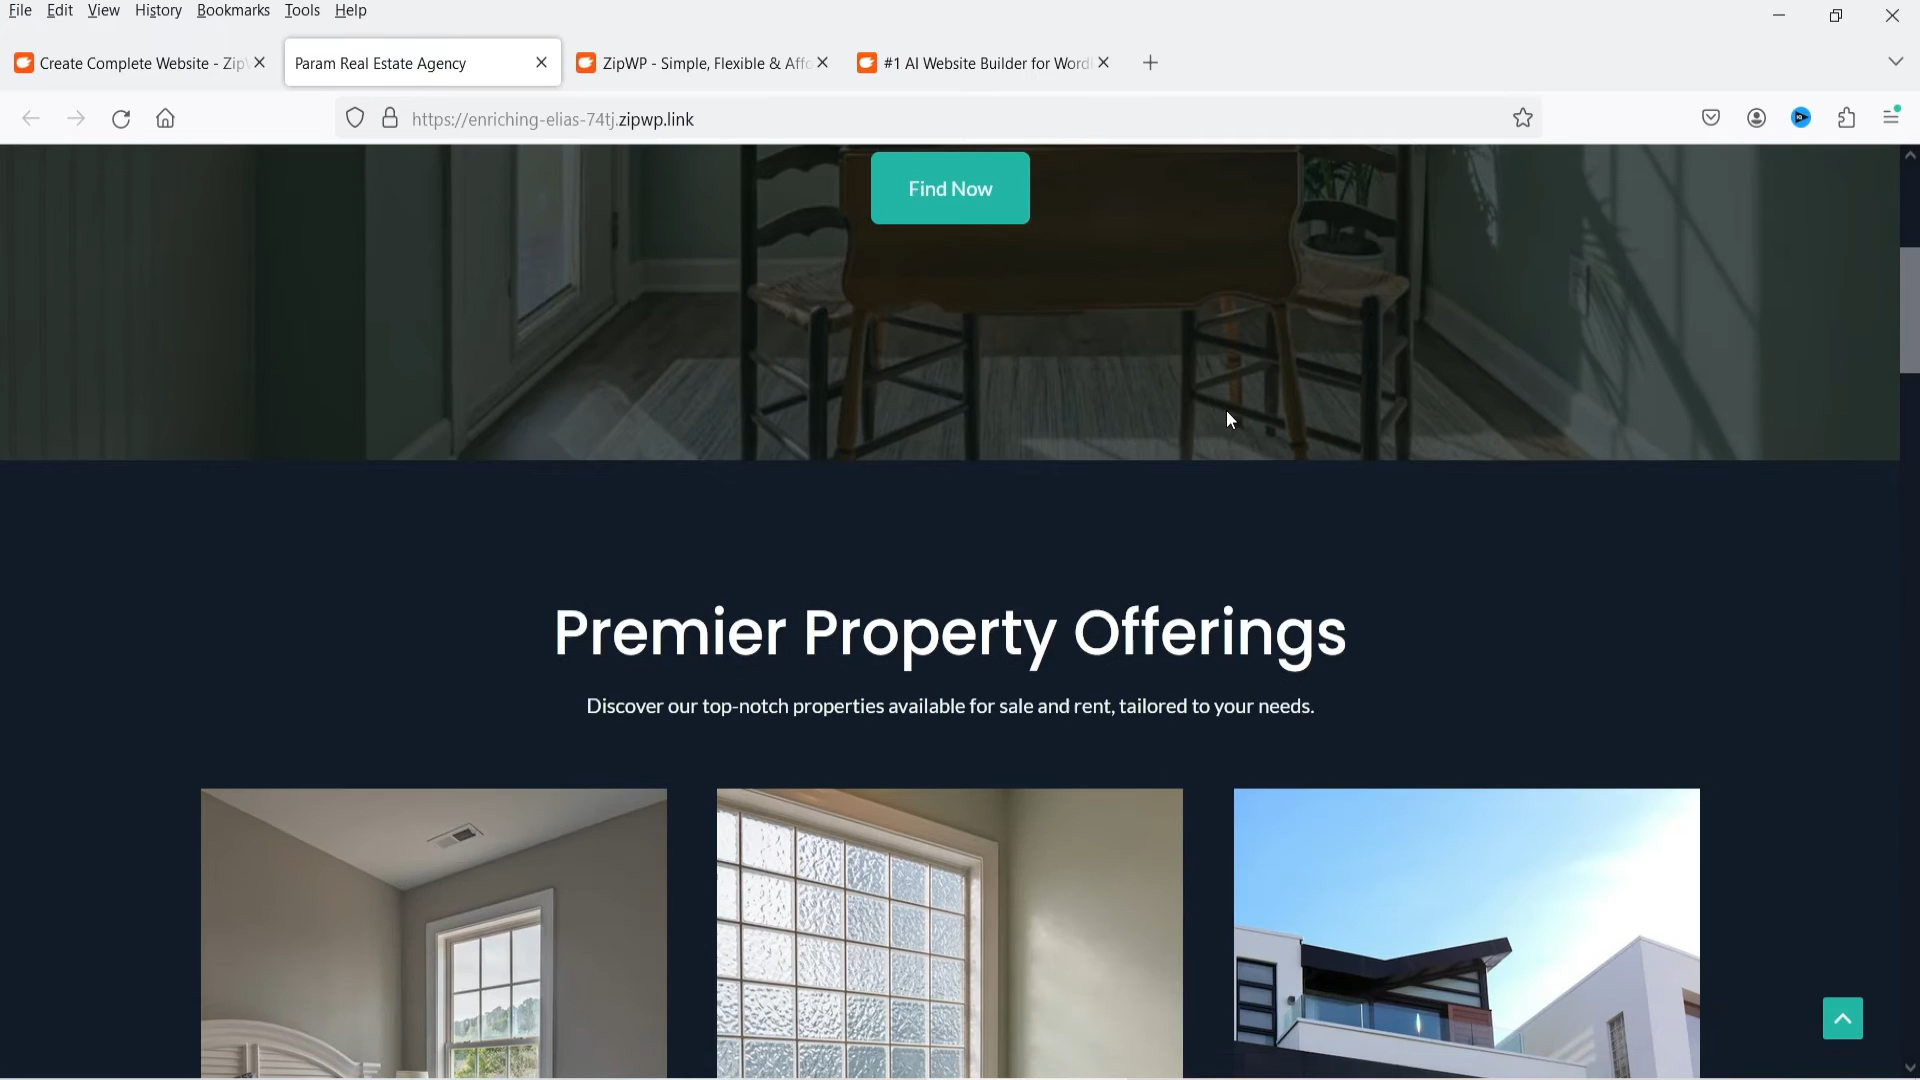 File Edit View History Bookmarks Tools Help
Create Complete Website - Zip
Param Real Estate Agency
ZipWP - Simple, Flexible & Affo
#1 AI Website Builder for Word
https://enriching-elias-74tj.zipwp.link
Find Now
Premier Property Offerings
Discover our top-notch properties available for sale and rent, tailored to your needs.